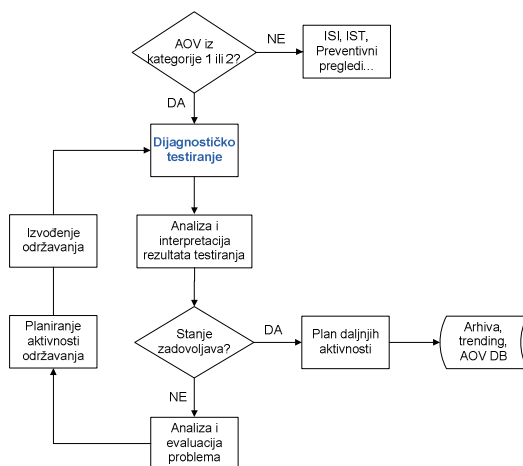 AOV iz
kategorije 1 ili 2?
NE
ISI, IST,
Preventivni
pregledi...
DA
Dijagnostičko
testiranje
Izvođenje
održavanja
Analiza i
interpretacija
rezultata testiranja
Planiranje
aktivnosti
održavanja
Stanje
zadovoljava?
DA
Plan daljnjih
aktivnosti
Arhiva,
trending,
AOV DB
NE
Analiza i
evaluacija
problema